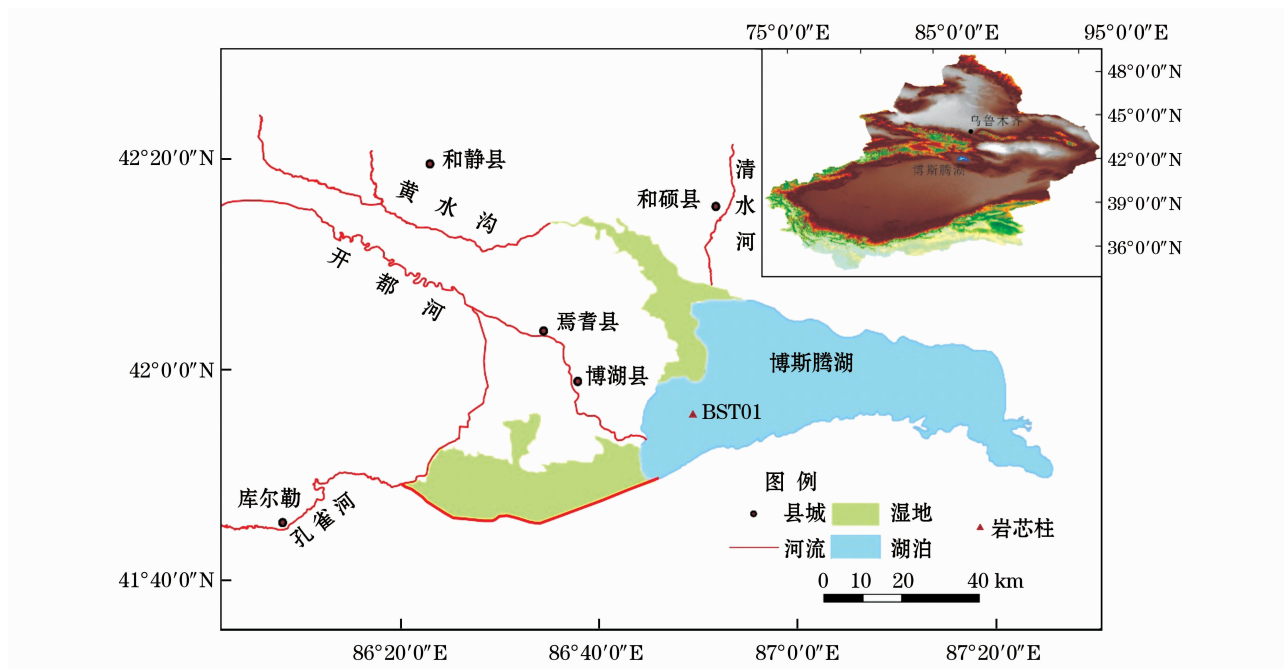 75°0′0″E 85°0′0″E 95°0′0″E
48°0′0″N
45°0′0″N
42°0′0″N
39°0′0″N
36°0′0″N
乌鲁木齐
博斯腾湖
42°20′0″N
42°0′0″N
41°40′0″N
和静县
黄水沟
和硕县
清水河
开都河
焉耆县
博湖县
博斯腾湖
BST01
库尔勒
孔雀河
图 例
县城 湿地 岩芯柱
河流 湖泊
0 10 20 40 km
86°20′0″E 86°40′0″E 87°0′0″E 87°20′0″E